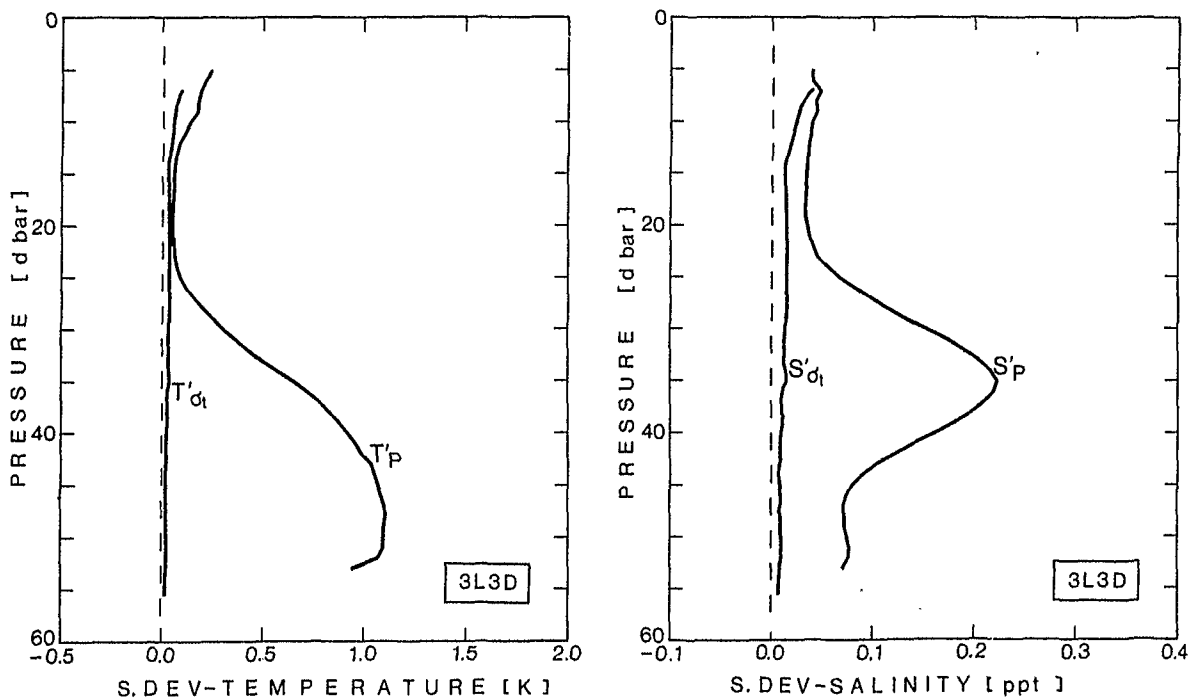 0
20
40
60
PRESSURE [dbar]
T'σt
T'P
3L3D
-0.5 0.0 0.5 1.0 1.5 2.0
S.DEV-TEMPERATURE [K]
0
20
40
60
PRESSURE [dbar]
S'σt
S'P
3L3D
-0.1 0.0 0.1 0.2 0.3 0.4
S.DEV-SALINITY [ppt]